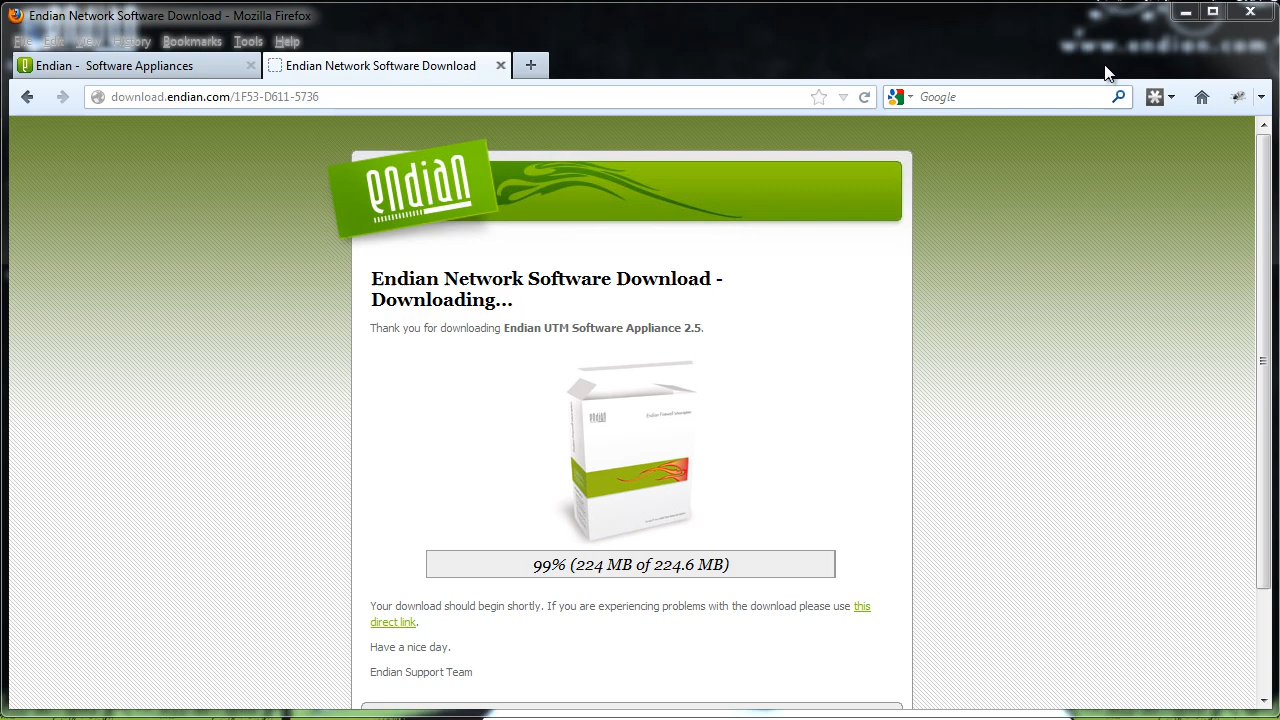 Endian Network Software Download - Mozilla Firefox
File Edit View History Bookmarks Tools Help
www.endian.com
Endian - Software Appliances
Endian Network Software Download
download.endian.com/1F53-D611-5736
Google
endian
Endian Network Software Download -
Downloading...
Thank you for downloading Endian UTM Software Appliance 2.5.
endian
99% (224 MB of 224.6 MB)
Your download should begin shortly. If you are experiencing problems with the download please use this
direct link.
Have a nice day.
Endian Support Team